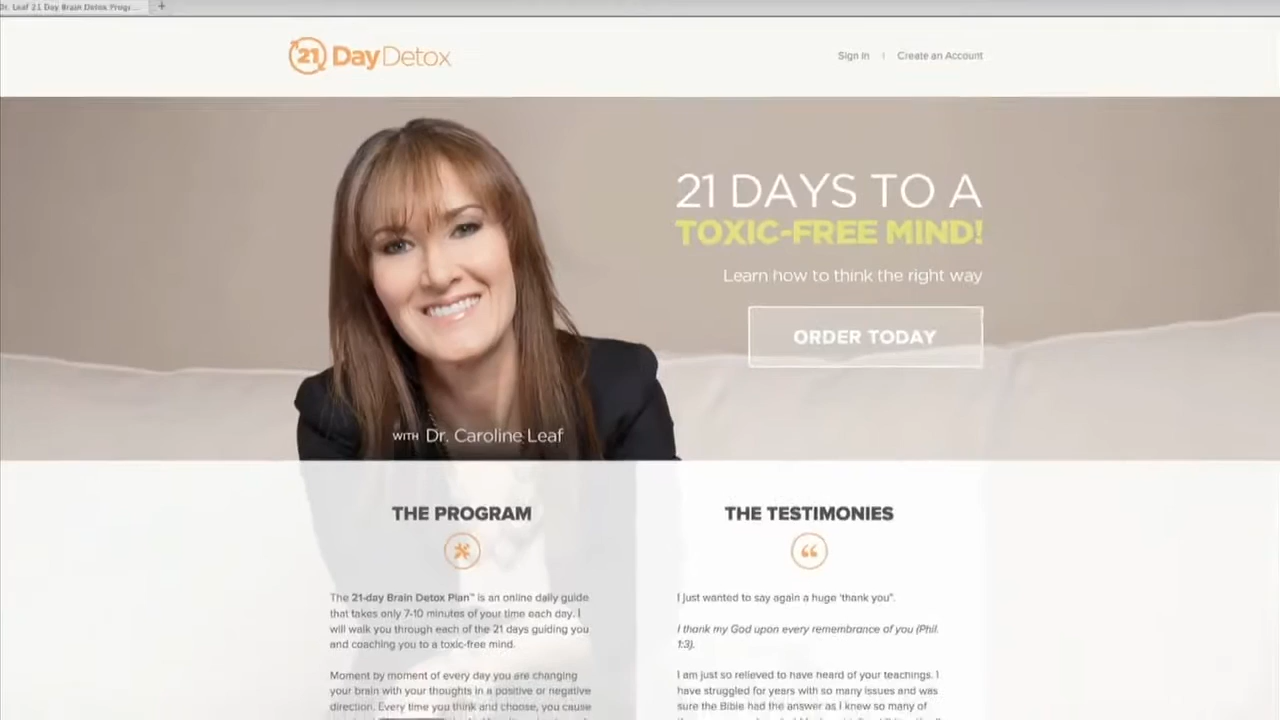 Dr. Leaf 21 Day Brain Detox Progr...
21 Day Detox
Sign In | Create an Account
21 DAYS TO A
TOXIC-FREE MIND!
Learn how to think the right way
ORDER TODAY
WITH Dr. Caroline Leaf
THE PROGRAM
The 21-day Brain Detox Plan™ is an online daily guide
that takes only 7-10 minutes of your time each day. I
will walk you through each of the 21 days guiding you
and coaching you to a toxic-free mind.
Moment by moment of every day you are changing
your brain with your thoughts in a positive or negative
direction. Every time you think and choose, you cause
THE TESTIMONIES
I just wanted to say again a huge 'thank you".
I thank my God upon every remembrance of you (Phil.
1:3).
I am just so relieved to have heard of your teachings. I
have struggled for years with so many issues and was
sure the Bible had the answer as I knew so many of